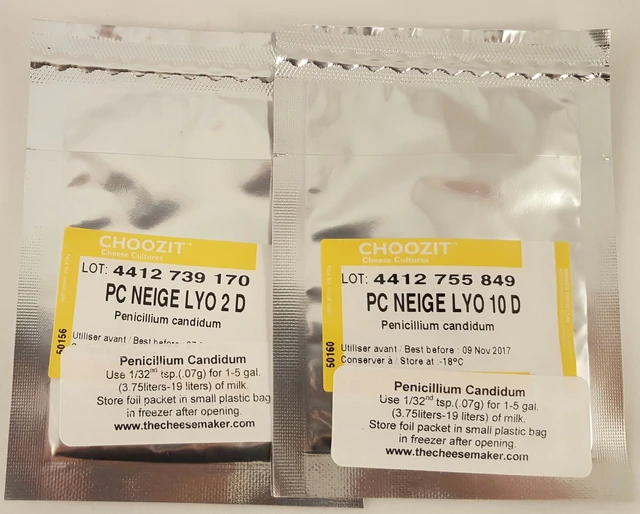 CHOOZIT™
Cheese Cultures
LOT: 4412 739 170
PC NEIGE LYO 2 D
Penicillium candidum
50156
Utiliser avant / Best before :
Penicillium Candidum
Use 1/32nd tsp.(.07g) for 1-5 gal.
(3.75liters-19 liters) of milk.
Store foil packet in small plastic bag
in freezer after opening.
www.thecheesemaker.com
CHOOZIT™
Cheese Cultures
LOT: 4412 755 849
PC NEIGE LYO 10 D
Penicillium candidum
50160
Utiliser avant / Best before : 09 Nov 2017
Conserver à / Store at : -18°C
Penicillium Candidum
Use 1/32nd tsp.(.07g) for 1-5 gal.
(3.75liters-19 liters) of milk.
Store foil packet in small plastic bag
in freezer after opening.
www.thecheesemaker.com